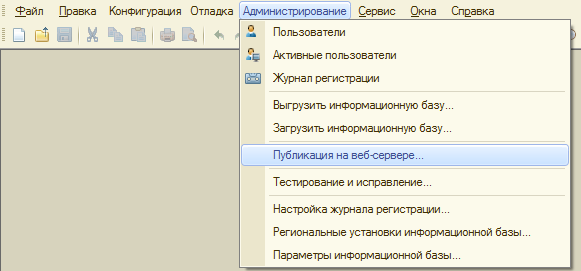 Файл Правка Конфигурация Отладка Администрирование Сервис Окна Справка
Пользователи
Активные пользователи
Журнал регистрации
Выгрузить информационную базу...
Загрузить информационную базу...
Публикация на веб-сервере...
Тестирование и исправление...
Настройка журнала регистрации...
Региональные установки информационной базы...
Параметры информационной базы...